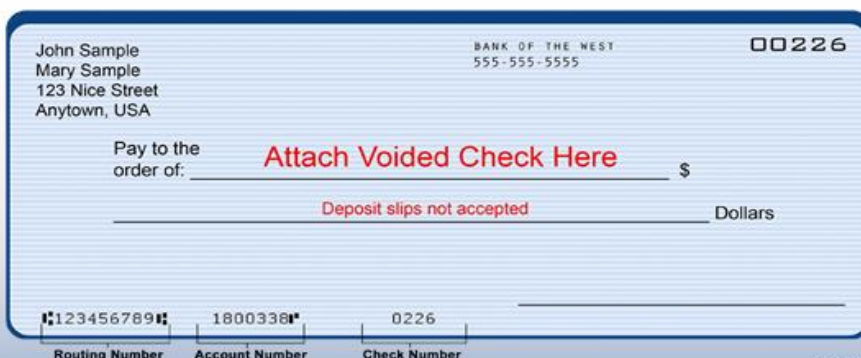 John Sample
Mary Sample
123 Nice Street
Anytown, USA
BANK OF THE WEST
555-555-5555
00226
Pay to the
order of:
Attach Voided Check Here
$
Deposit slips not accepted
Dollars
⑆123456789⑆ 1800338⑈ 0226
Routing Number Account Number Check Number